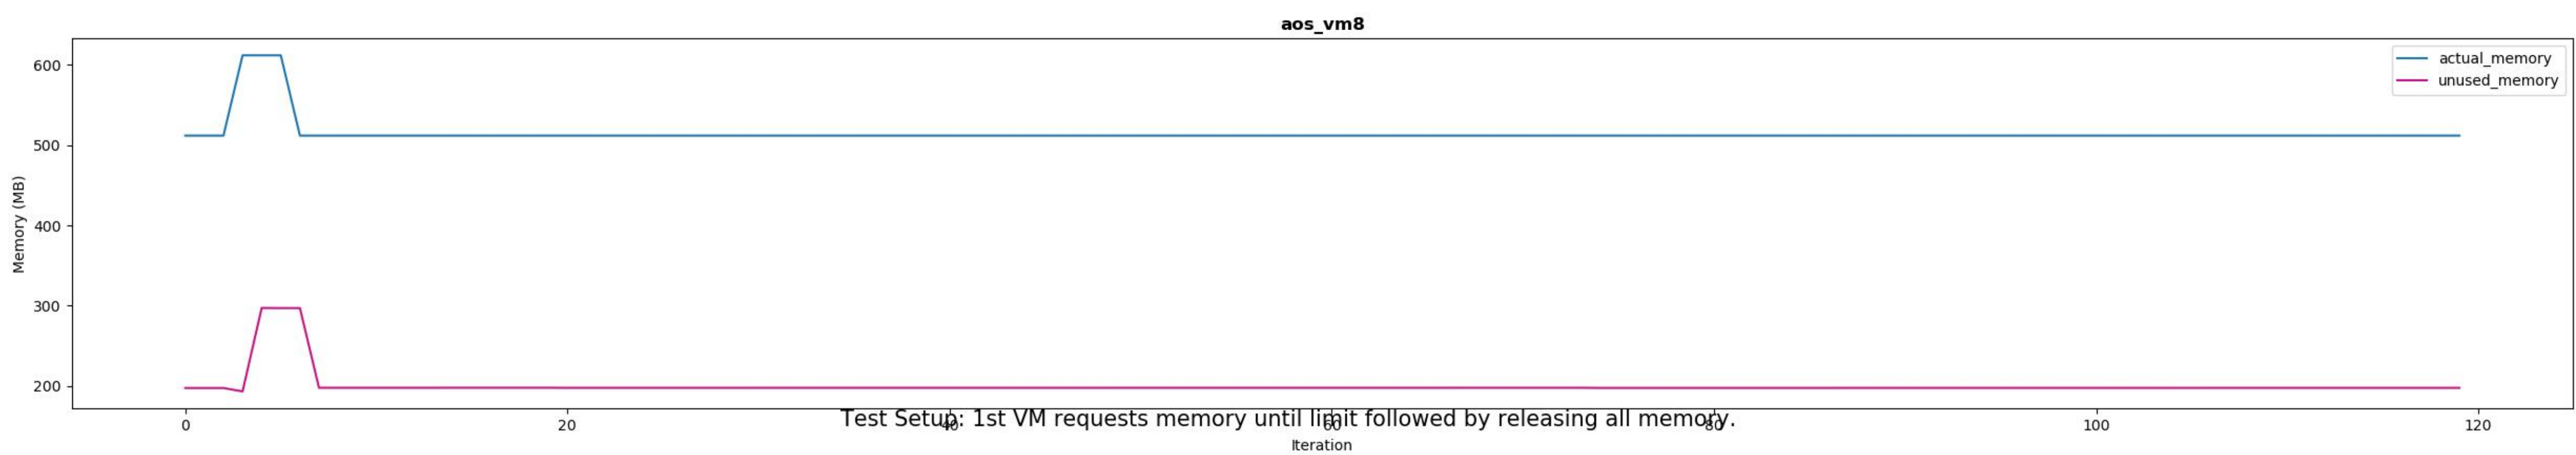 aos_vm8
600
500
400
300
200
Memory (MB)
actual_memory
unused_memory
0
20
40
60
80
100
120
Test Setup: 1st VM requests memory until limit followed by releasing all memory.
Iteration